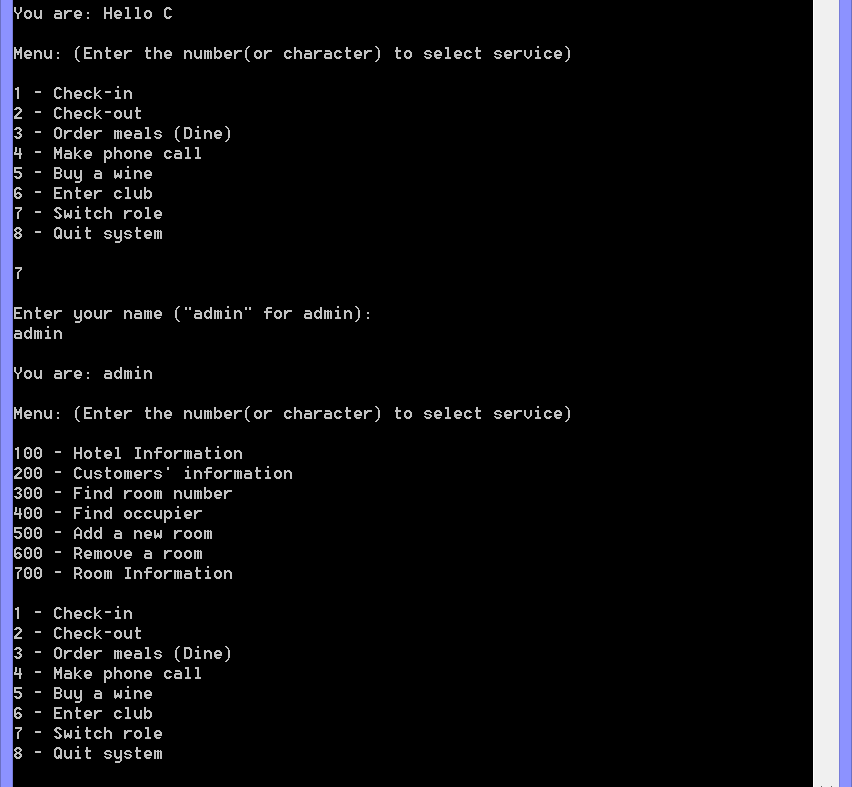 You are: Hello C
Menu: (Enter the number(or character) to select service)
1 - Check-in
2 - Check-out
3 - Order meals (Dine)
4 - Make phone call
5 - Buy a wine
6 - Enter club
7 - Switch role
8 - Quit system
7
Enter your name ("admin" for admin):
admin
You are: admin
Menu: (Enter the number(or character) to select service)
100 - Hotel Information
200 - Customers' information
300 - Find room number
400 - Find occupier
500 - Add a new room
600 - Remove a room
700 - Room Information
1 - Check-in
2 - Check-out
3 - Order meals (Dine)
4 - Make phone call
5 - Buy a wine
6 - Enter club
7 - Switch role
8 - Quit system